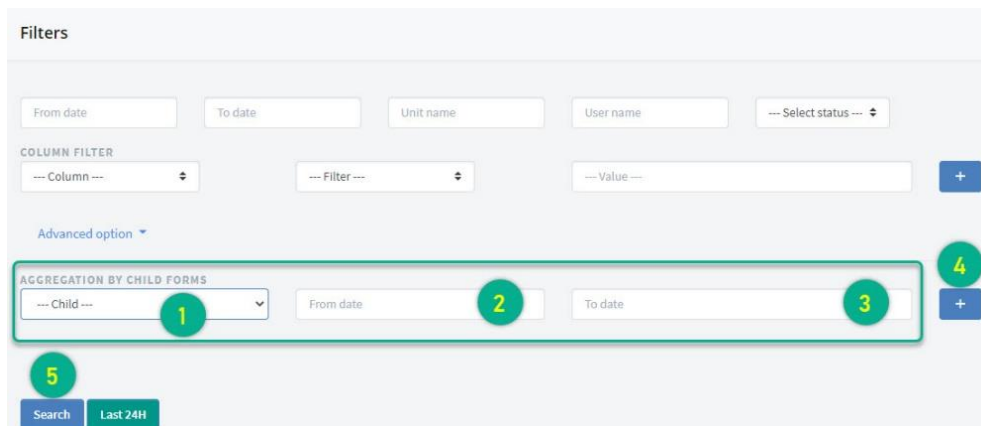 Filters
From date To date Unit name User name --- Select status ---
COLUMN FILTER
--- Column --- --- Filter --- --- Value --- +
Advanced option
4
AGGREGATION BY CHILD FORMS
--- Child --- 1 From date 2 To date 3 +
5
Search Last 24H